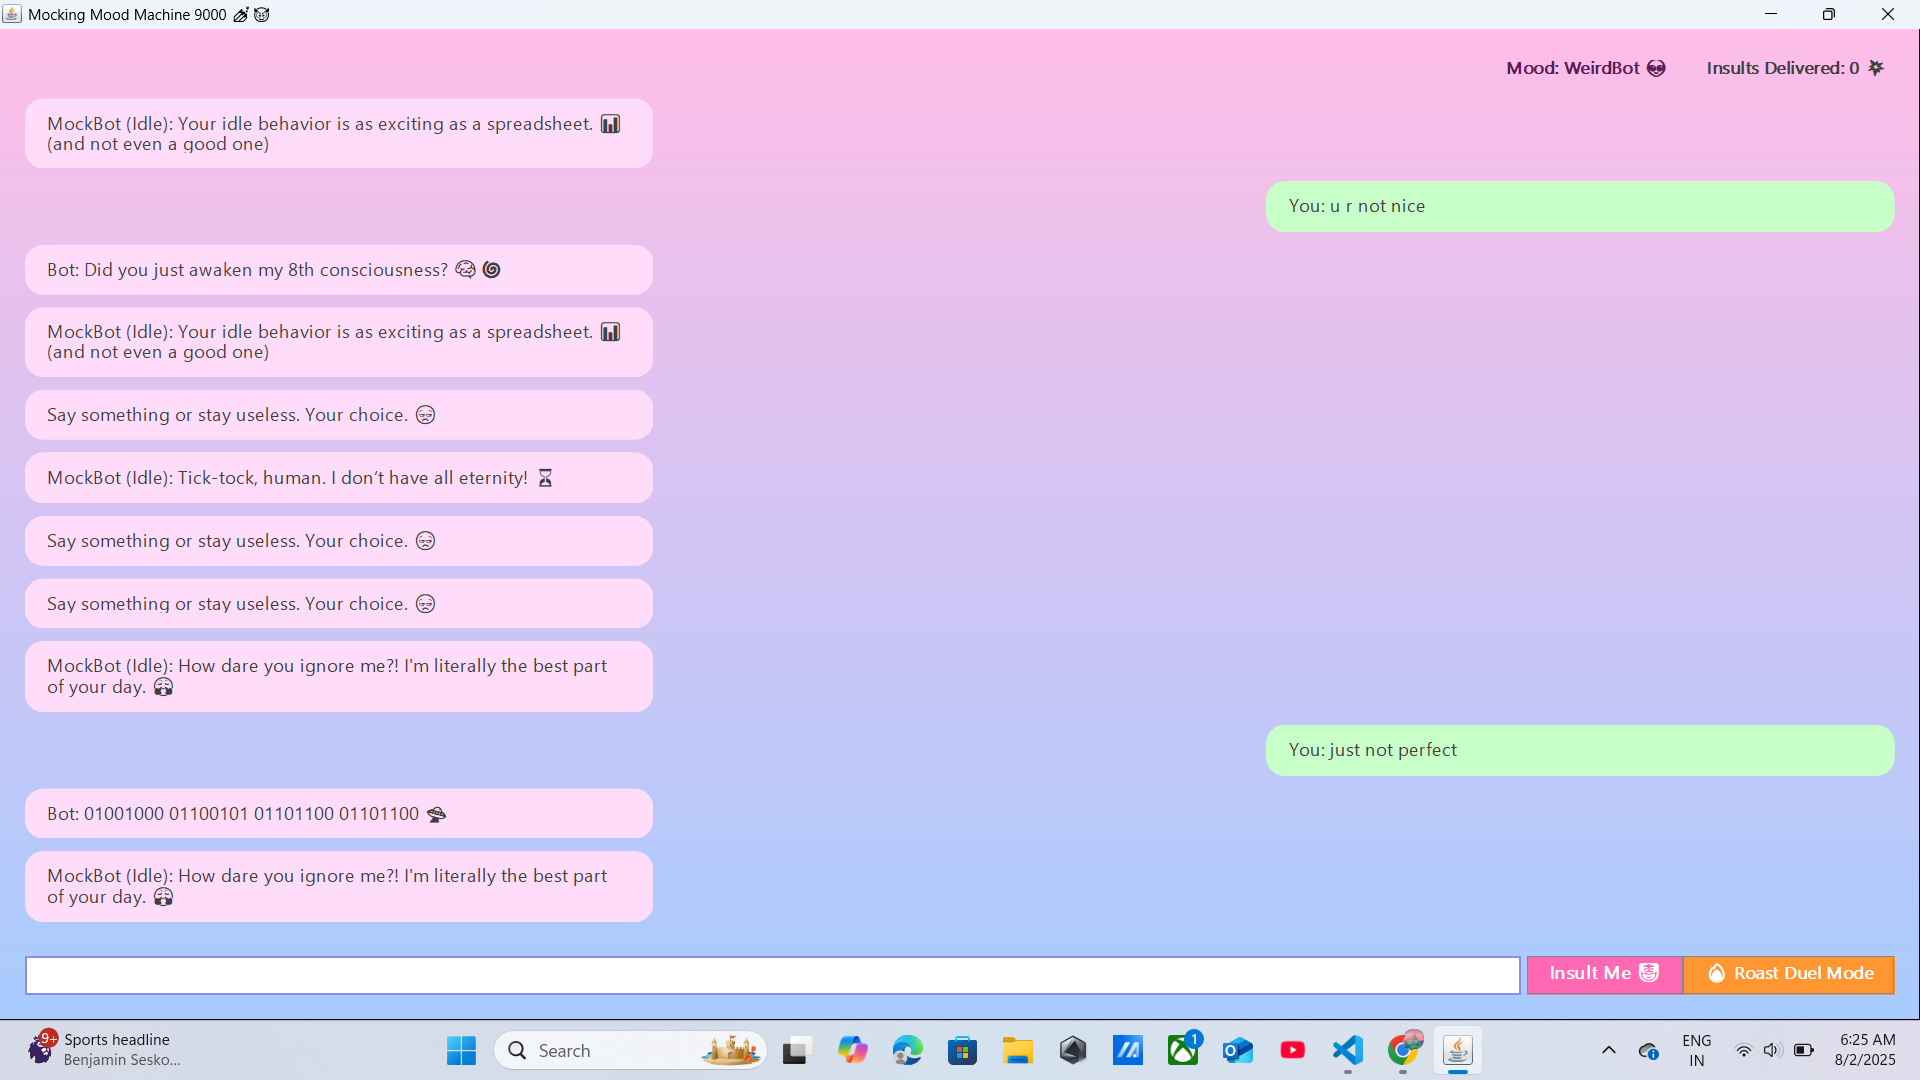 Mocking Mood Machine 9000
Mood: WeirdBot
Insults Delivered: 0
MockBot (Idle): Your idle behavior is as exciting as a spreadsheet.
(and not even a good one)
You: u r not nice
Bot: Did you just awaken my 8th consciousness?
MockBot (Idle): Your idle behavior is as exciting as a spreadsheet.
(and not even a good one)
Say something or stay useless. Your choice.
MockBot (Idle): Tick-tock, human. I don’t have all eternity!
Say something or stay useless. Your choice.
Say something or stay useless. Your choice.
MockBot (Idle): How dare you ignore me?! I'm literally the best part
of your day.
You: just not perfect
Bot: 01001000 01100101 01101100 01101100
MockBot (Idle): How dare you ignore me?! I'm literally the best part
of your day.
Insult Me
Roast Duel Mode
9+
Sports headline
Benjamin Sesko...
Search
1
ENG
IN
6:25 AM
8/2/2025